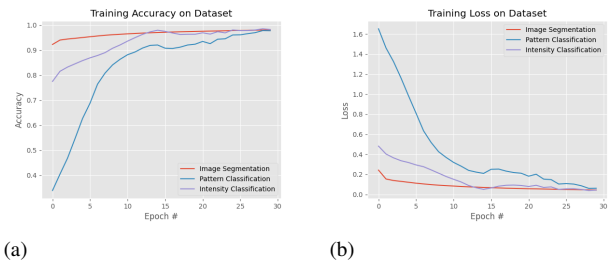 Training Accuracy on Dataset
1.0
0.9
0.8
0.7
0.6
0.5
0.4
Accuracy
Image Segmentation
Pattern Classification
Intensity Classification
0 5 10 15 20 25 30
Epoch #
(a)
Training Loss on Dataset
Image Segmentation
Pattern Classification
Intensity Classification
1.6
1.4
1.2
1.0
0.8
0.6
0.4
0.2
0.0
Loss
0 5 10 15 20 25 30
Epoch #
(b)